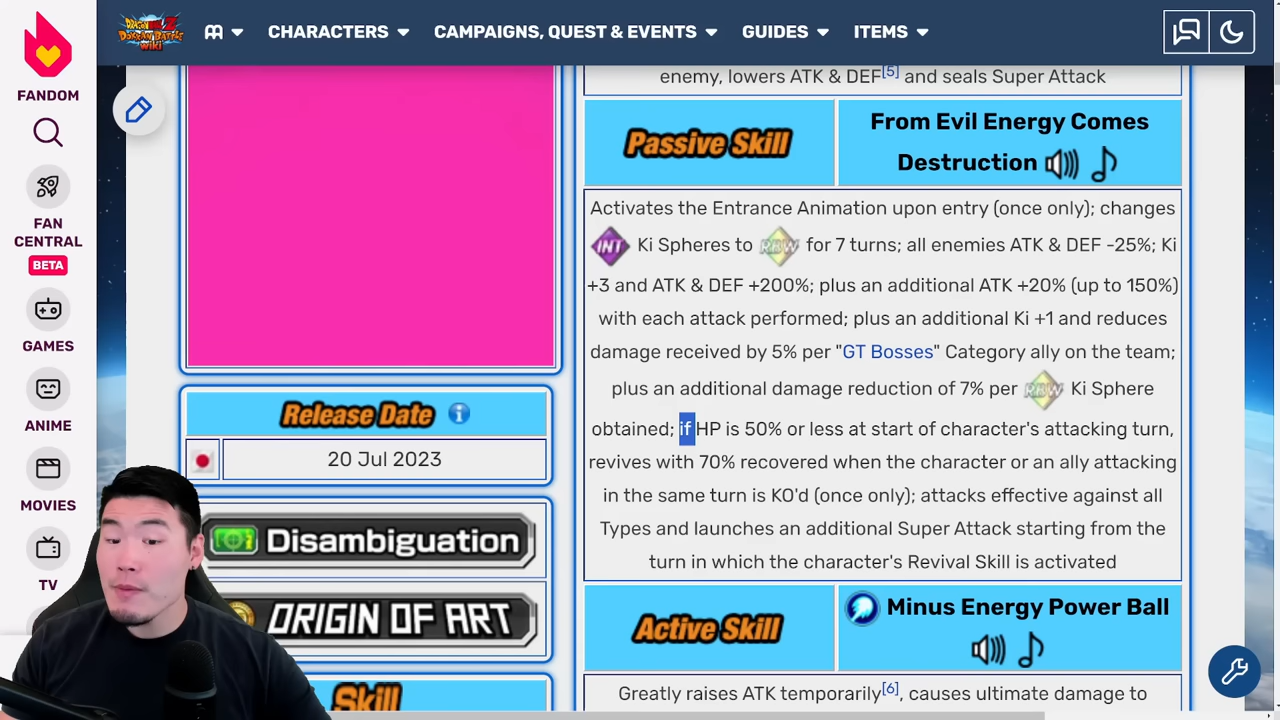 DRAGON BALL Z
DOKKAN BATTLE
WIKI
CHARACTERS
CAMPAIGNS, QUEST & EVENTS
GUIDES
ITEMS
FANDOM
FAN
CENTRAL
BETA
GAMES
ANIME
MOVIES
TV
enemy, lowers ATK & DEF[5] and seals Super Attack
Passive Skill
From Evil Energy Comes
Destruction
Activates the Entrance Animation upon entry (once only); changes
INT Ki Spheres to RBW for 7 turns; all enemies ATK & DEF -25%; Ki
+3 and ATK & DEF +200%; plus an additional ATK +20% (up to 150%)
with each attack performed; plus an additional Ki +1 and reduces
damage received by 5% per "GT Bosses" Category ally on the team;
plus an additional damage reduction of 7% per RBW Ki Sphere
obtained; if HP is 50% or less at start of character's attacking turn,
revives with 70% recovered when the character or an ally attacking
in the same turn is KO'd (once only); attacks effective against all
Types and launches an additional Super Attack starting from the
turn in which the character's Revival Skill is activated
Active Skill
Minus Energy Power Ball
Greatly raises ATK temporarily[6], causes ultimate damage to
Release Date
20 Jul 2023
Disambiguation
ORIGIN OF ART
Skill